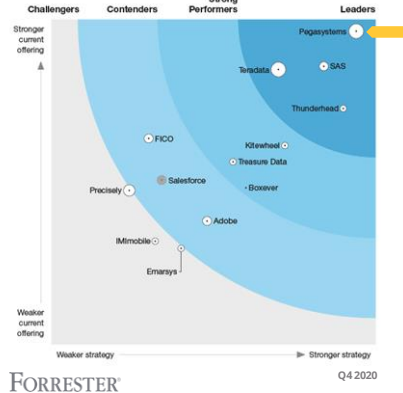 Strong
Challengers Contenders Performers Leaders
Stronger
current
offering
Pegasystems
Teradata
SAS
Thunderhead
FICO
Kitewheel
Treasure Data
Salesforce
Boxever
Precisely
Adobe
IMImobile
Emarsys
Weaker
current
offering
Weaker strategy Stronger strategy
FORRESTER®
Q4 2020